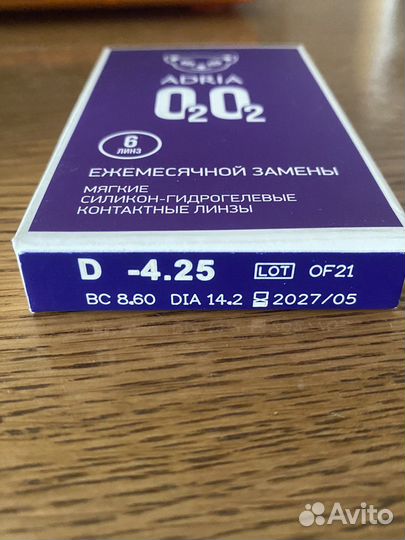 ADRIA
O2O2
6
ЛИНЗ
ЕЖЕМЕСЯЧНОЙ ЗАМЕНЫ
МЯГКИЕ
СИЛИКОН-ГИДРОГЕЛЕВЫЕ
КОНТАКТНЫЕ ЛИНЗЫ
D -4.25 LOT OF21
BC 8.60 DIA 14.2 2027/05
Avito